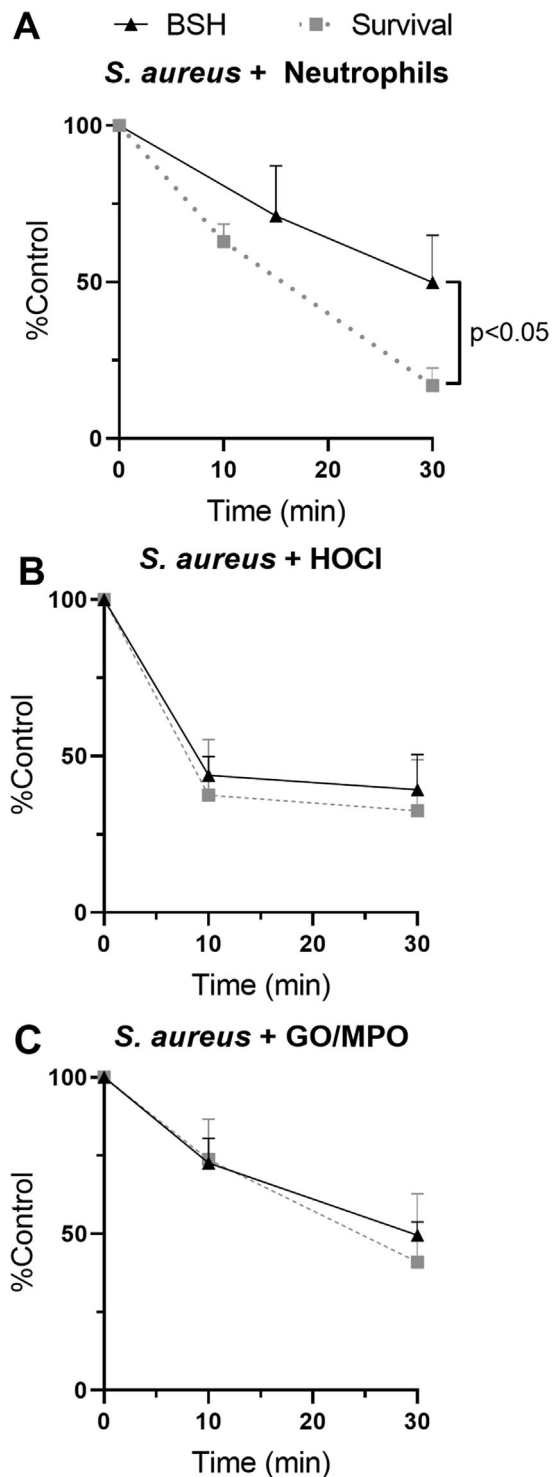 A
BSH
Survival
S. aureus + Neutrophils
100
50
0
%Control
p<0.05
0 10 20 30
Time (min)
B
S. aureus + HOCl
100
50
0
%Control
0 10 20 30
Time (min)
C
S. aureus + GO/MPO
100
50
0
%Control
0 10 20 30
Time (min)